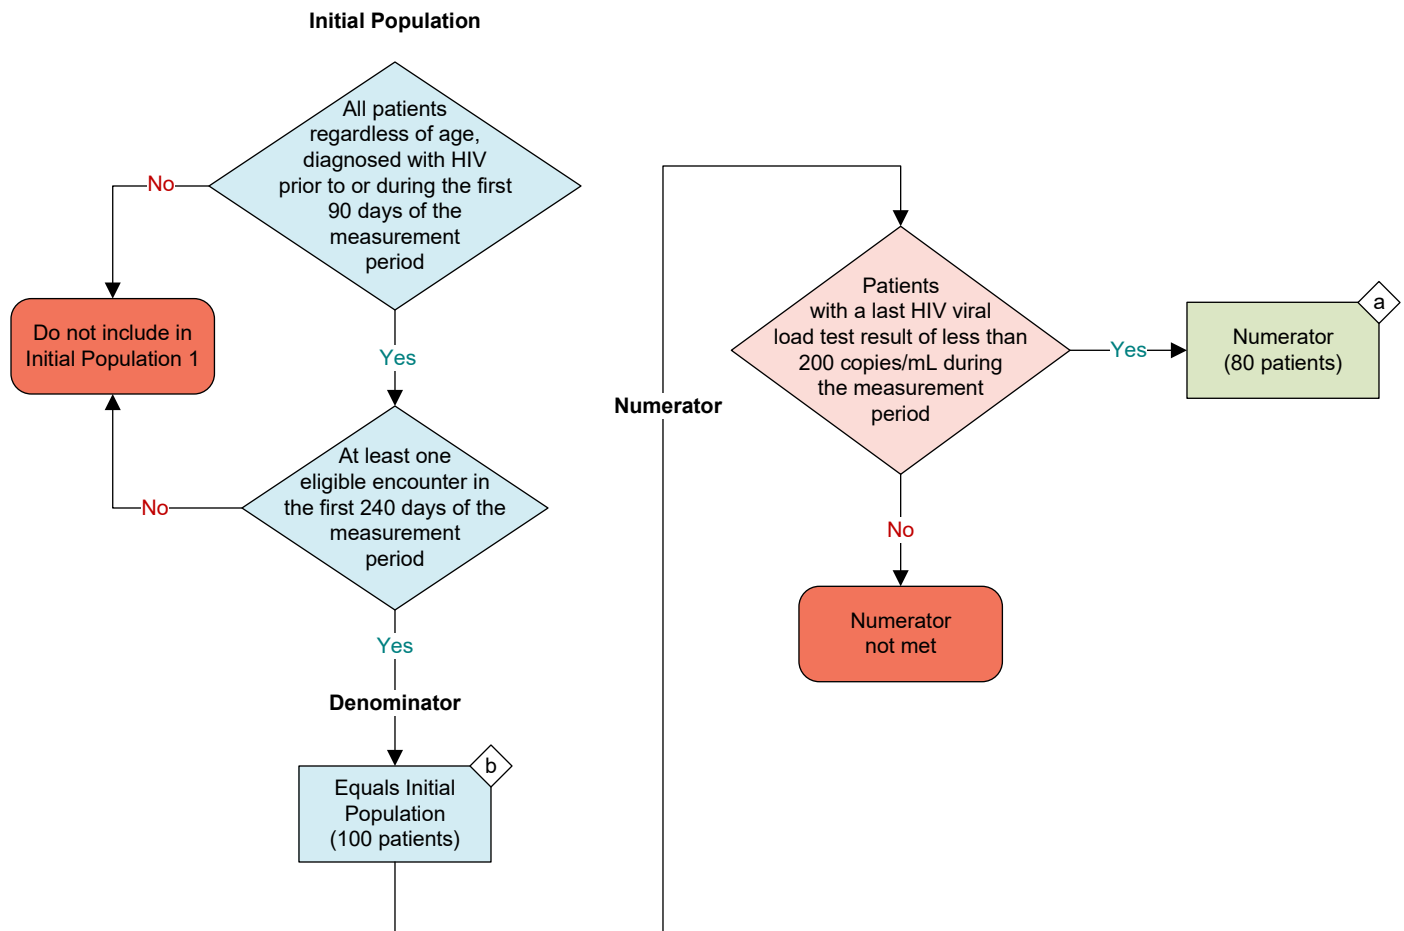 Initial Population
All patients
regardless of age,
diagnosed with HIV
prior to or during the first
90 days of the
measurement
period
No
Do not include in
Initial Population 1
Yes
At least one
eligible encounter in
the first 240 days of the
measurement
period
No
Yes
Denominator
b
Equals Initial
Population
(100 patients)
Numerator
Patients
with a last HIV viral
load test result of less than
200 copies/mL during
the measurement
period
Yes
a
Numerator
(80 patients)
No
Numerator
not met